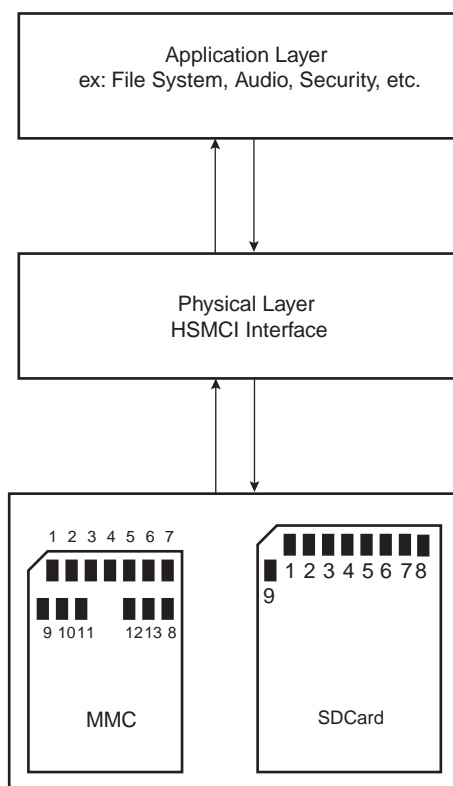 Application Layer
ex: File System, Audio, Security, etc.
Physical Layer
HSMCI Interface
1 2 3 4 5 6 7
9 10 11 12 13 8
MMC
1 2 3 4 5 6 7 8
9
SDCard